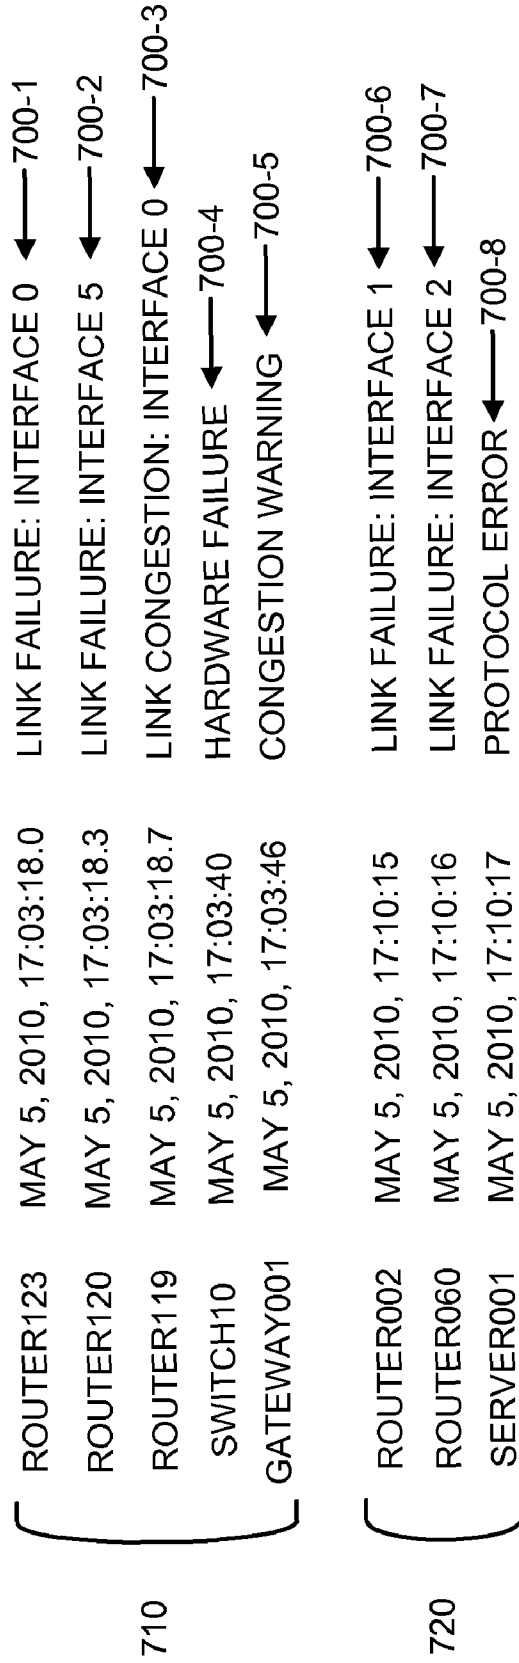 710
ROUTER123 MAY 5, 2010, 17:03:18.0 LINK FAILURE: INTERFACE 0 700-1
ROUTER120 MAY 5, 2010, 17:03:18.3 LINK FAILURE: INTERFACE 5 700-2
ROUTER119 MAY 5, 2010, 17:03:18.7 LINK CONGESTION: INTERFACE 0 700-3
SWITCH10 MAY 5, 2010, 17:03:40 HARDWARE FAILURE 700-4
GATEWAY001 MAY 5, 2010, 17:03:46 CONGESTION WARNING 700-5
720
ROUTER002 MAY 5, 2010, 17:10:15 LINK FAILURE: INTERFACE 1 700-6
ROUTER060 MAY 5, 2010, 17:10:16 LINK FAILURE: INTERFACE 2 700-7
SERVER001 MAY 5, 2010, 17:10:17 PROTOCOL ERROR 700-8